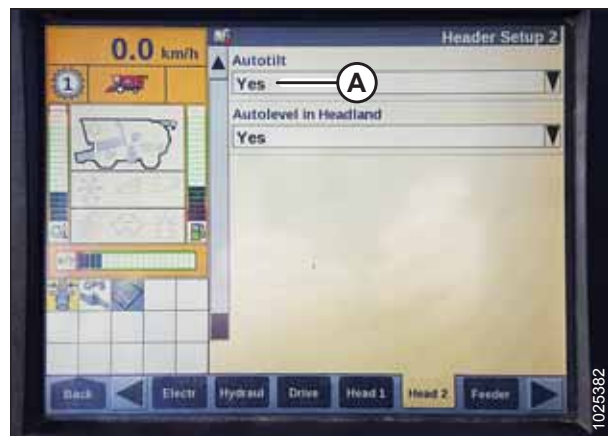 Header Setup 2
0.0 km/h
Autotilt
Yes
A
1
Autolevel in Headland
Yes
Back
Electr
Hydraul
Drive
Head 1
Head 2
Feeder
1025382